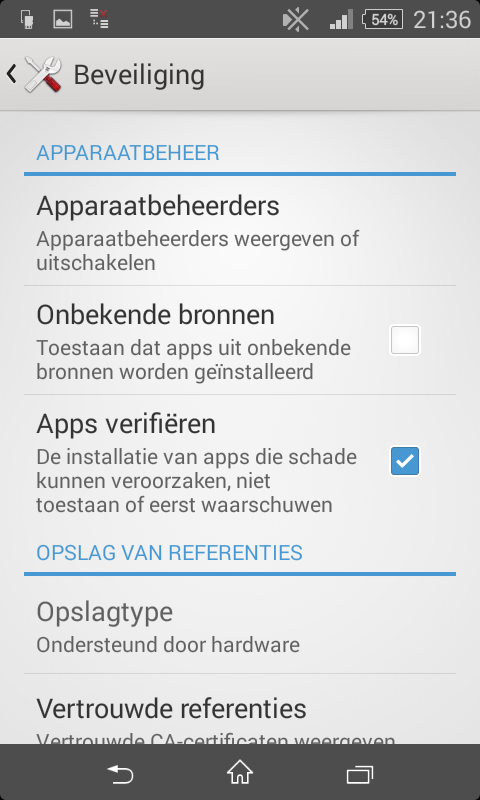 54%
21:36
Beveiliging
APPARAATBEHEER
Apparaatbeheerders
Apparaatbeheerders weergeven of
uitschakelen
Onbekende bronnen
Toestaan dat apps uit onbekende
bronnen worden geïnstalleerd
Apps verifiëren
De installatie van apps die schade
kunnen veroorzaken, niet
toestaan of eerst waarschuwen
OPSLAG VAN REFERENTIES
Opslagtype
Ondersteund door hardware
Vertrouwde referenties
Vertrouwde CA-certificaten weergeven